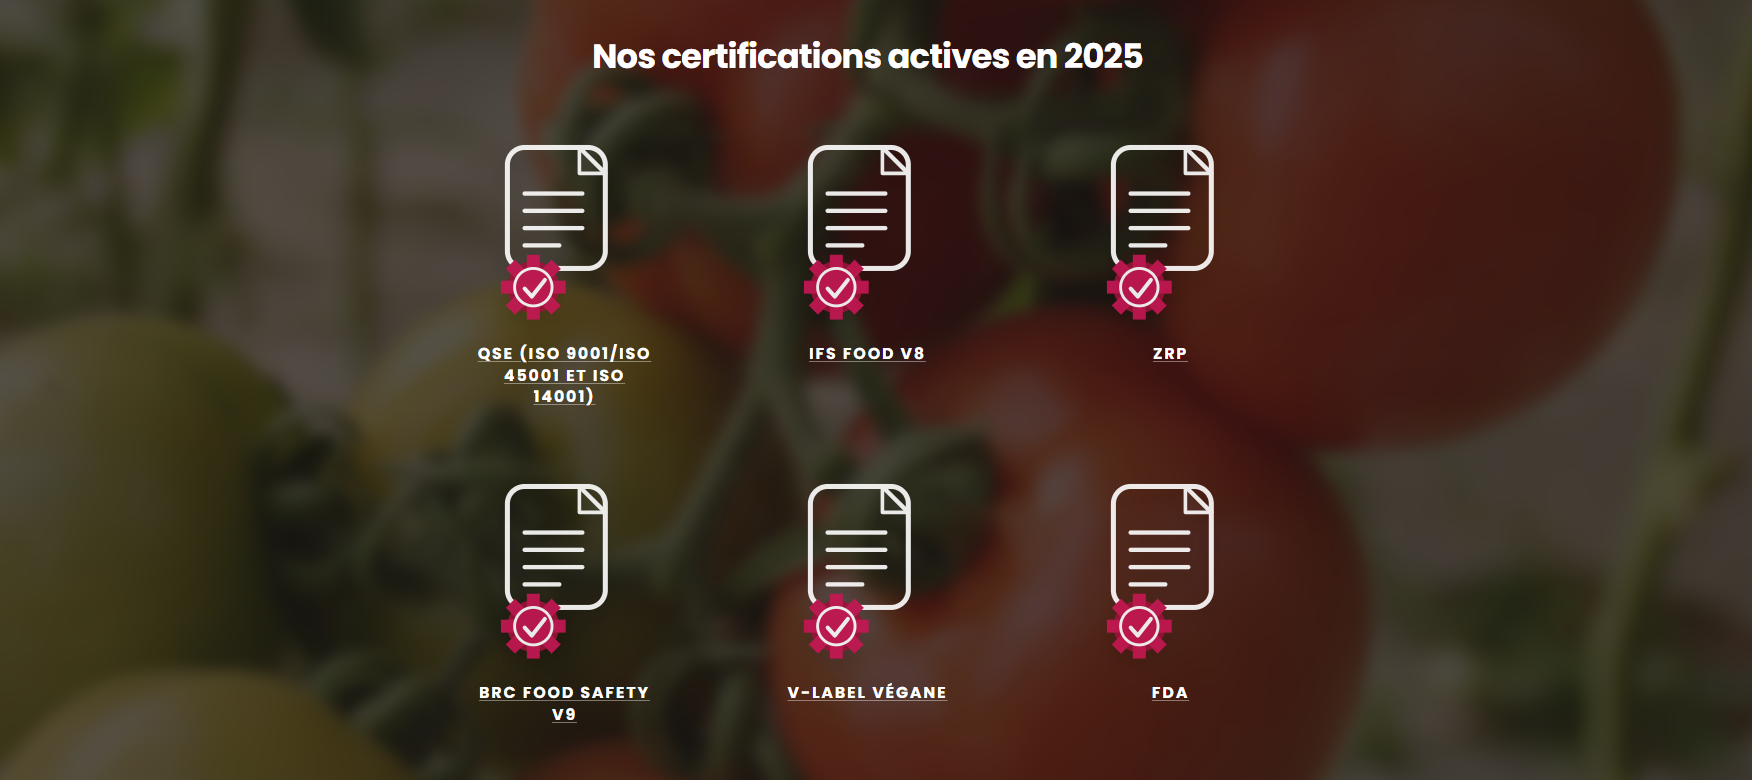 Nos certifications actives en 2025
QSE (ISO 9001/ISO
45001 ET ISO
14001)
IFS FOOD V8
ZRP
BRC FOOD SAFETY
V9
V-LABEL VÉGANE
FDA